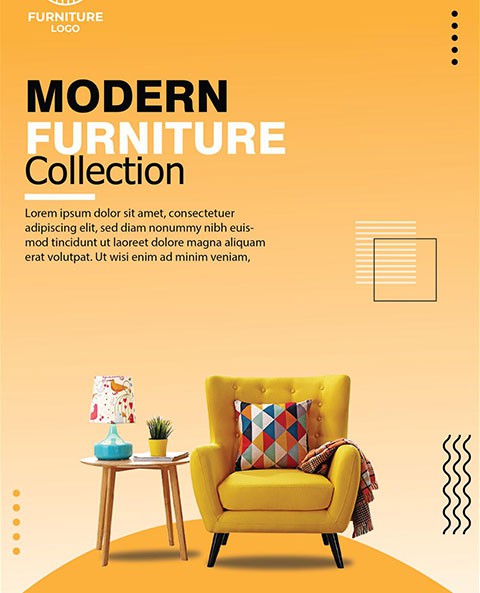 FURNITURE
LOGO
MODERN
FURNITURE
Collection
Lorem ipsum dolor sit amet, consectetuer
adipiscing elit, sed diam nonummy nibh euis-
mod tincidunt ut laoreet dolore magna aliquam
erat volutpat. Ut wisi enim ad minim veniam,